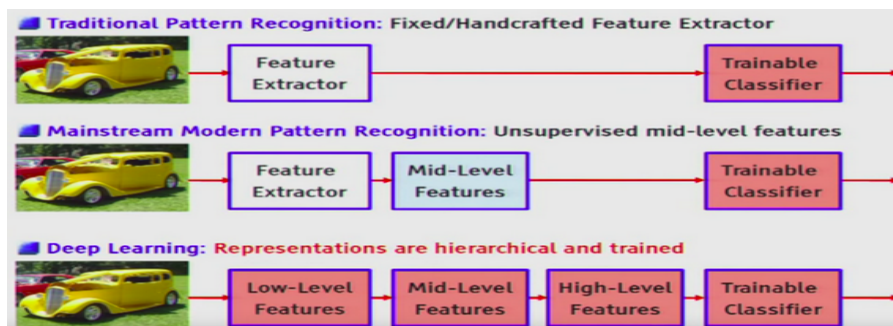 Traditional Pattern Recognition: Fixed/Handcrafted Feature Extractor
Feature
Extractor
Trainable
Classifier
Mainstream Modern Pattern Recognition: Unsupervised mid-level features
Feature
Extractor
Mid-Level
Features
Trainable
Classifier
Deep Learning: Representations are hierarchical and trained
Low-Level
Features
Mid-Level
Features
High-Level
Features
Trainable
Classifier